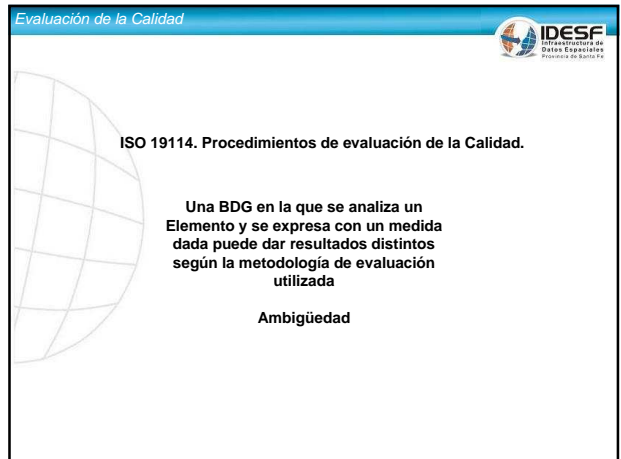 Evaluación de la Calidad
IDESF
Infraestructura de
Datos Espaciales
Provincia de Santa Fe
ISO 19114. Procedimientos de evaluación de la Calidad.
Una BDG en la que se analiza un
Elemento y se expresa con un medida
dada puede dar resultados distintos
según la metodología de evaluación
utilizada
Ambigüedad